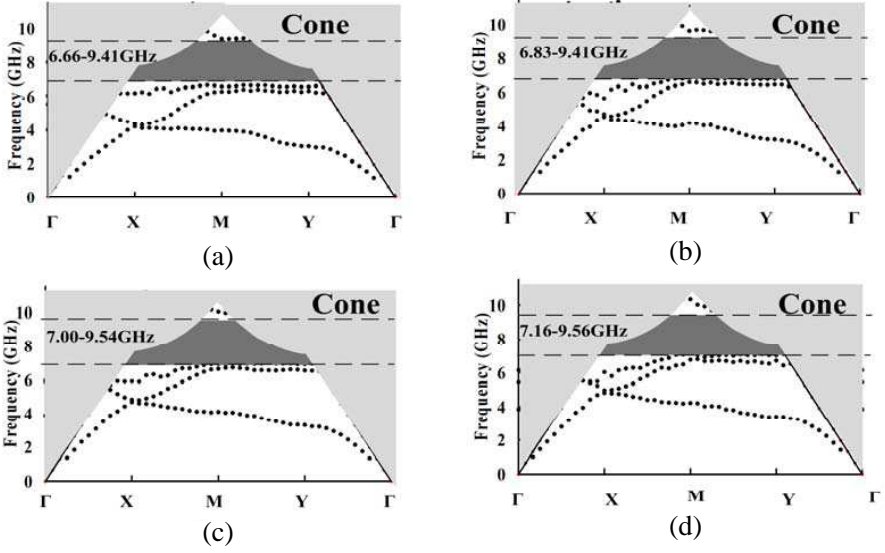 Cone
6.66-9.41GHz
Frequency (GHz)
10
8
6
4
2
0
Γ X M Y Γ
(a)
Cone
6.83-9.41GHz
Frequency (GHz)
10
8
6
4
2
0
Γ X M Y Γ
(b)
Cone
7.00-9.54GHz
Frequency (GHz)
10
8
6
4
2
0
Γ X M Y Γ
(c)
Cone
7.16-9.56GHz
Frequency (GHz)
10
8
6
4
2
0
Γ X M Y Γ
(d)